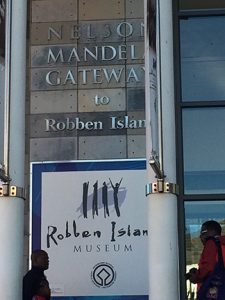 NELSON
MANDELA
GATEWAY
to
Robben Island
Robben Island
MUSEUM